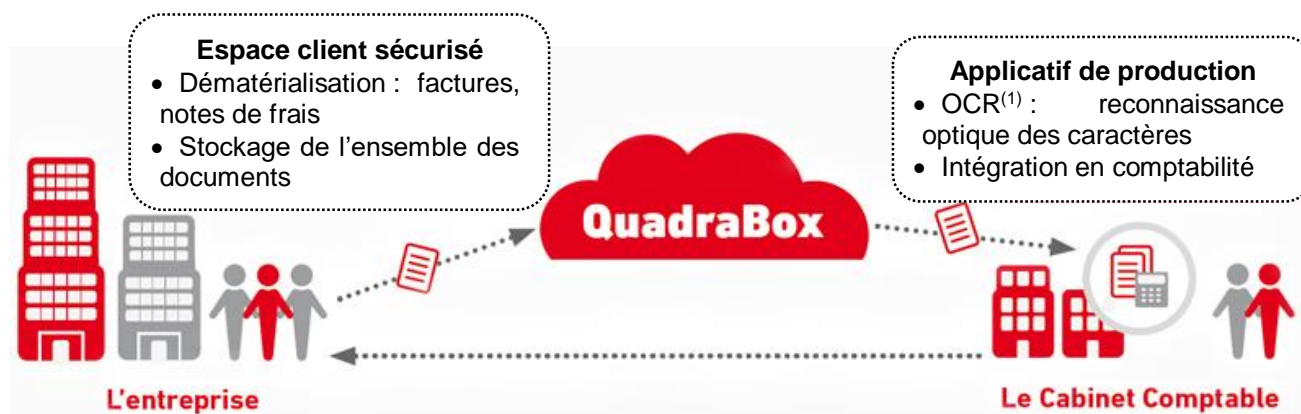 Espace client sécurisé
• Dématérialisation : factures,
notes de frais
• Stockage de l’ensemble des
documents
Applicatif de production
• OCR(1) : reconnaissance
optique des caractères
• Intégration en comptabilité
QuadraBox
L'entreprise
Le Cabinet Comptable